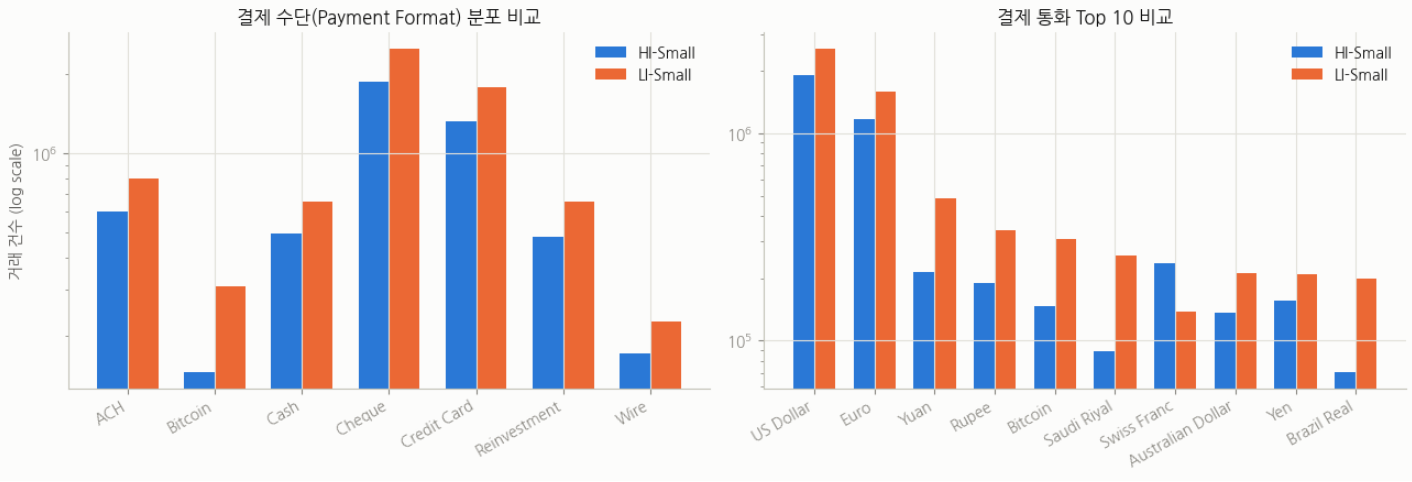 결제 수단(Payment Format) 분포 비교
거래 건수 (log scale)
10⁶
HI-Small
LI-Small
ACH
Bitcoin
Cash
Cheque
Credit Card
Reinvestment
Wire
결제 통화 Top 10 비교
10⁶
10⁵
HI-Small
LI-Small
US Dollar
Euro
Yuan
Rupee
Bitcoin
Saudi Riyal
Swiss Franc
Australian Dollar
Yen
Brazil Real